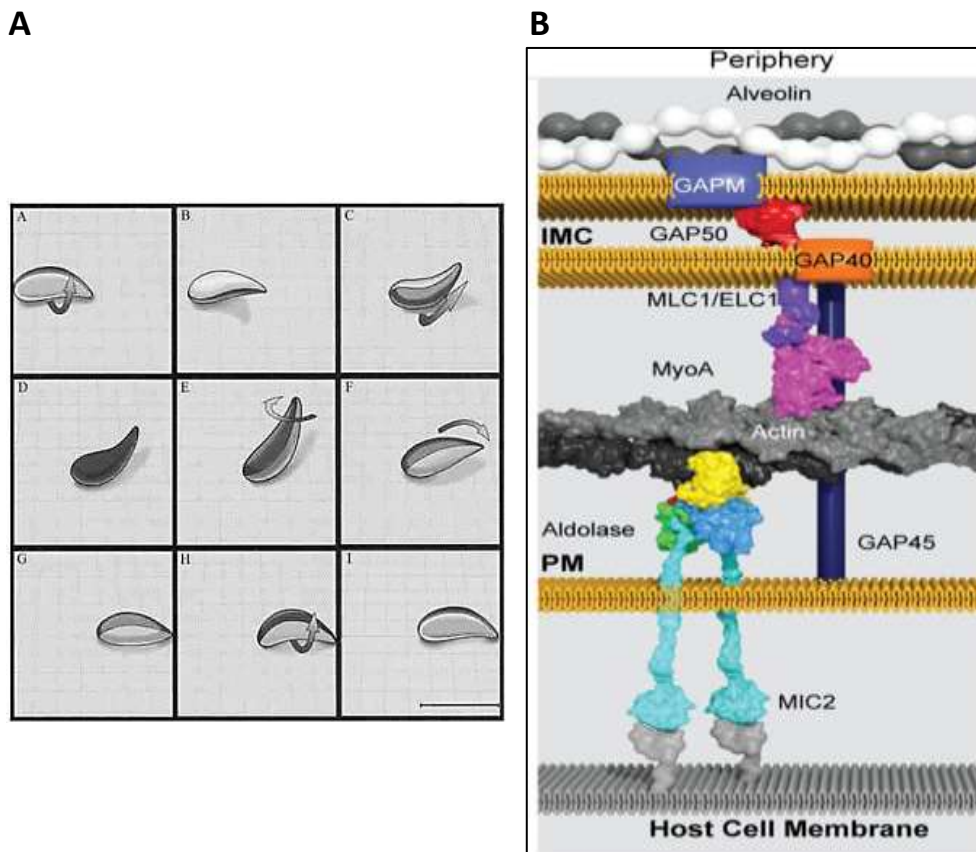 A
B
A
B
C
D
E
F
G
H
I
Periphery
Alveolin
GAPM
IMC
GAP50
GAP40
MLC1/ELC1
MyoA
Actin
Aldolase
GAP45
PM
MIC2
Host Cell Membrane